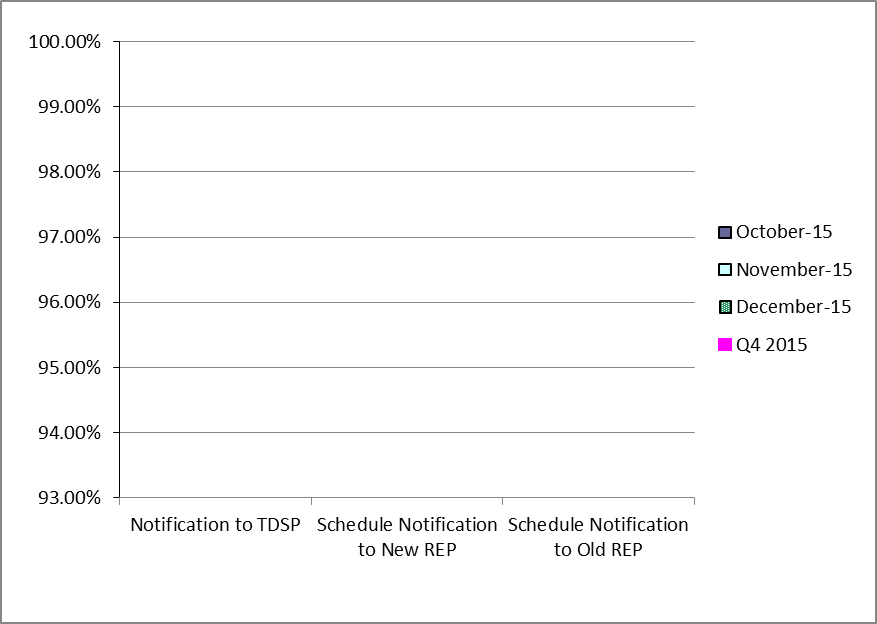 100.00%
99.00%
98.00%
97.00%
96.00%
95.00%
94.00%
93.00%
Notification to TDSP
Schedule Notification
to New REP
Schedule Notification
to Old REP
October-15
November-15
December-15
Q4 2015